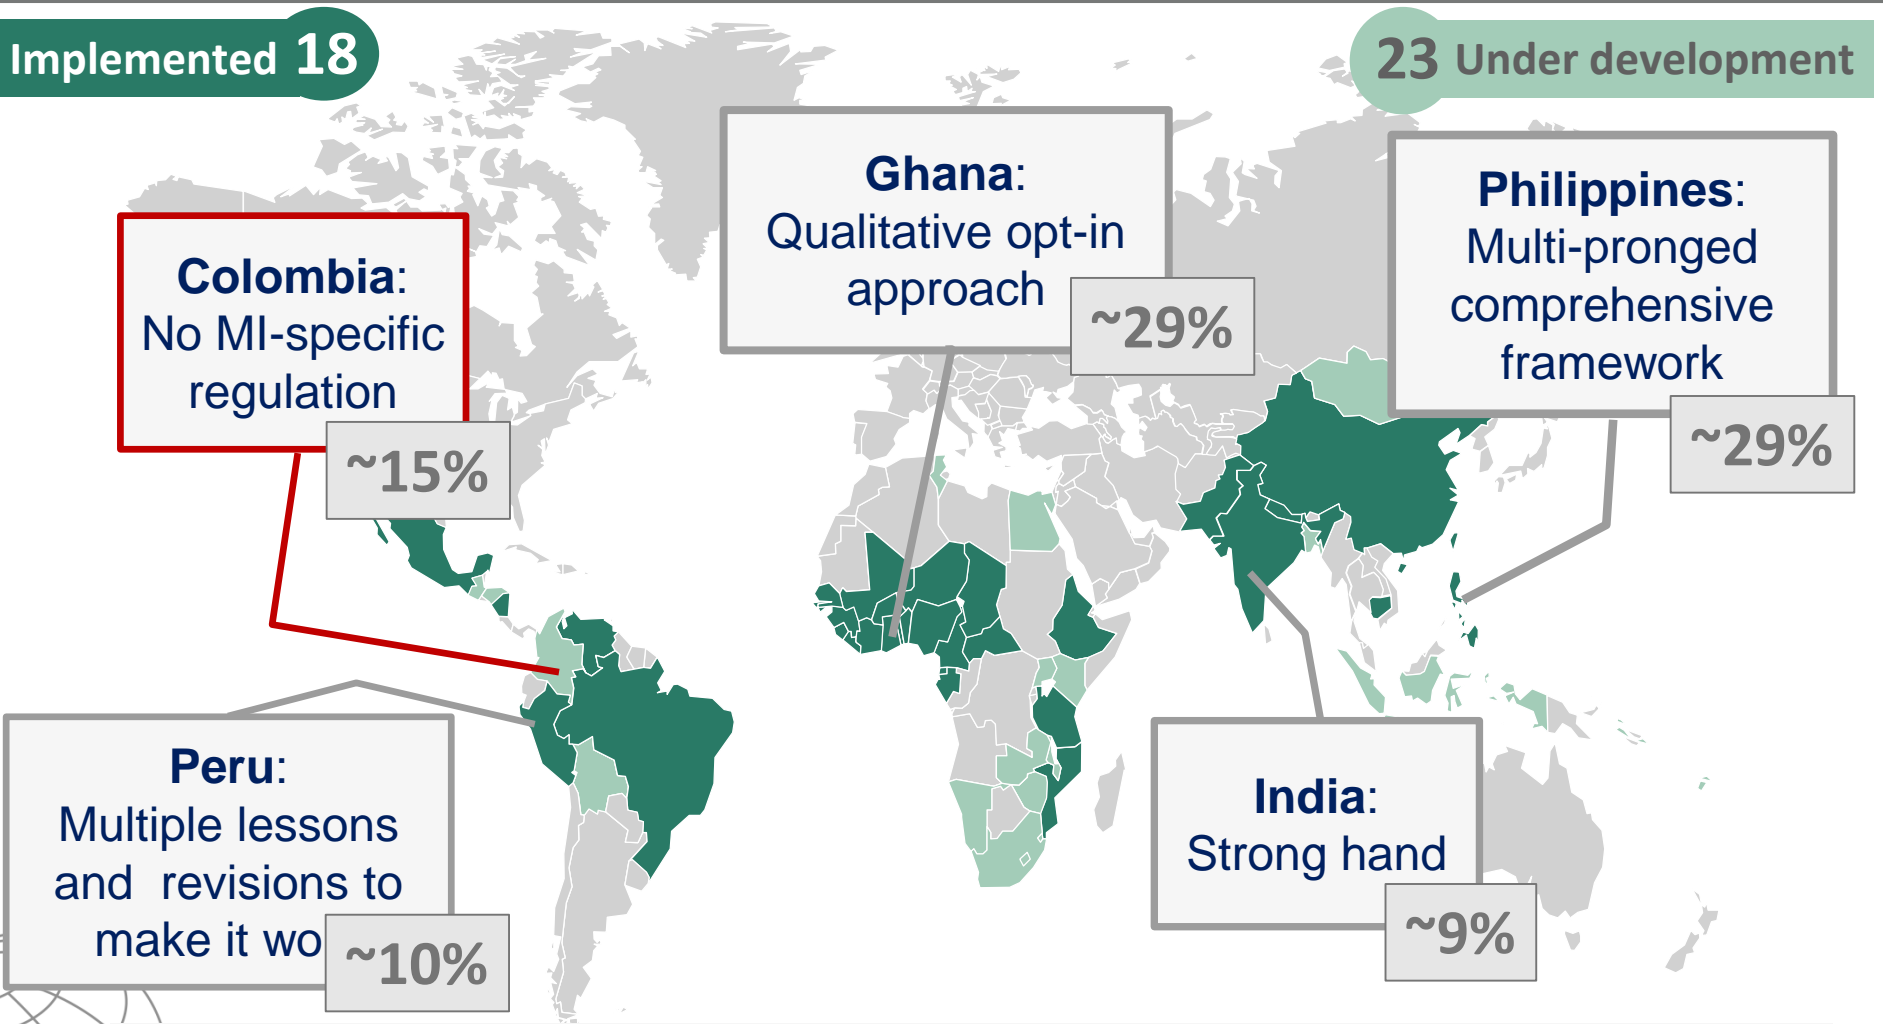 Implemented 18
23 Under development
Colombia:
No MI-specific
regulation
~15%
Ghana:
Qualitative opt-in
approach
~29%
Philippines:
Multi-pronged
comprehensive
framework
~29%
Peru:
Multiple lessons
and revisions to
make it wo
~10%
India:
Strong hand
~9%